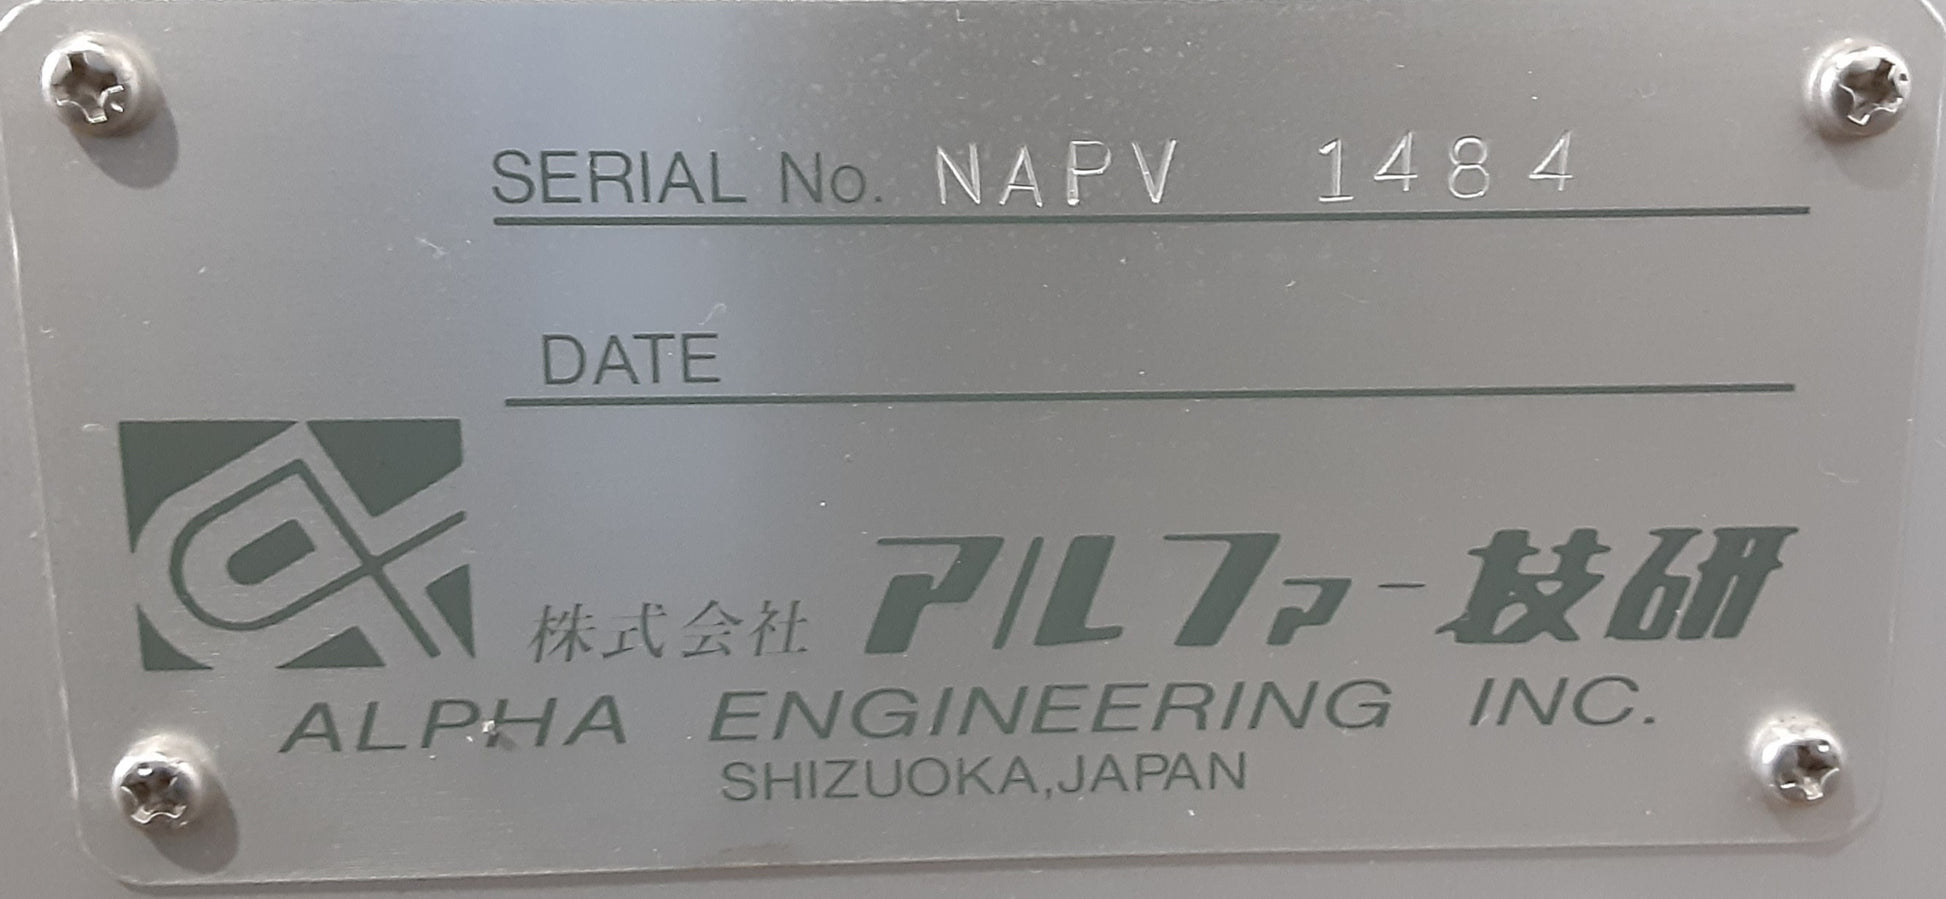 SERIAL No. NAPV 1484
DATE
株式会社 アルファー技研
ALPHA ENGINEERING INC.
SHIZUOKA,JAPAN